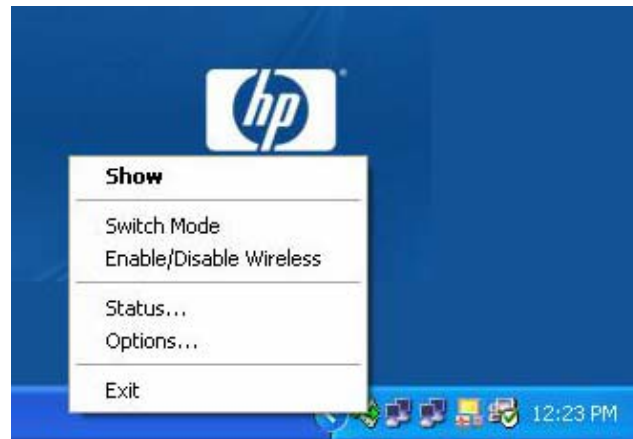 hp
Show
Switch Mode
Enable/Disable Wireless
Status...
Options...
Exit
12:23 PM